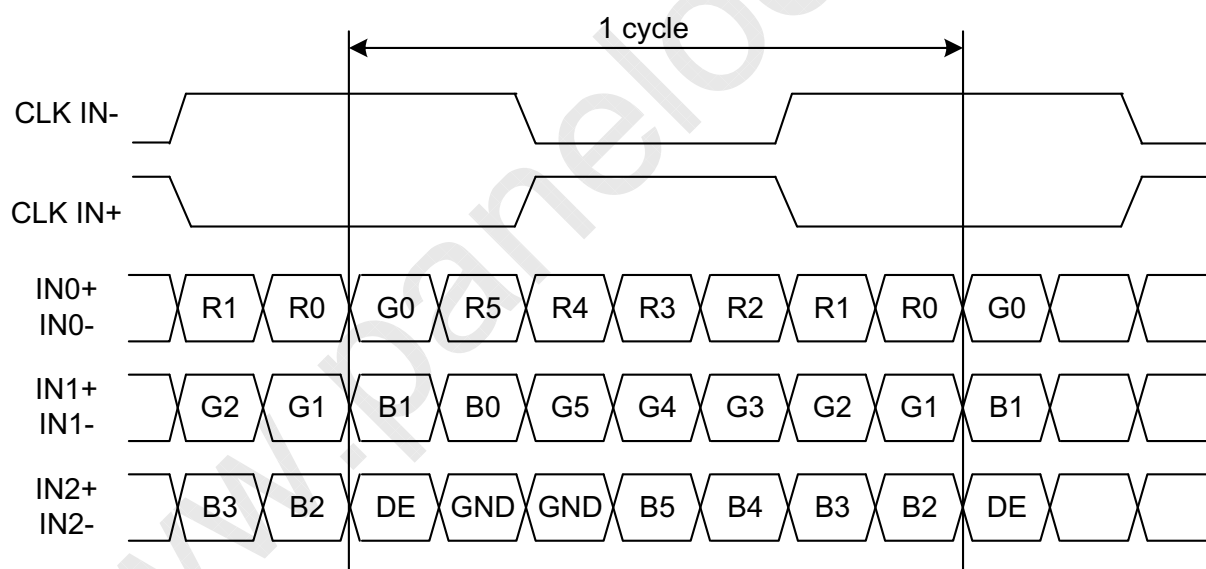 1 cycle
CLK IN-
CLK IN+
IN0+
IN0-
R1 R0 G0 R5 R4 R3 R2 R1 R0 G0
IN1+
IN1-
G2 G1 B1 B0 G5 G4 G3 G2 G1 B1
IN2+
IN2-
B3 B2 DE GND GND B5 B4 B3 B2 DE